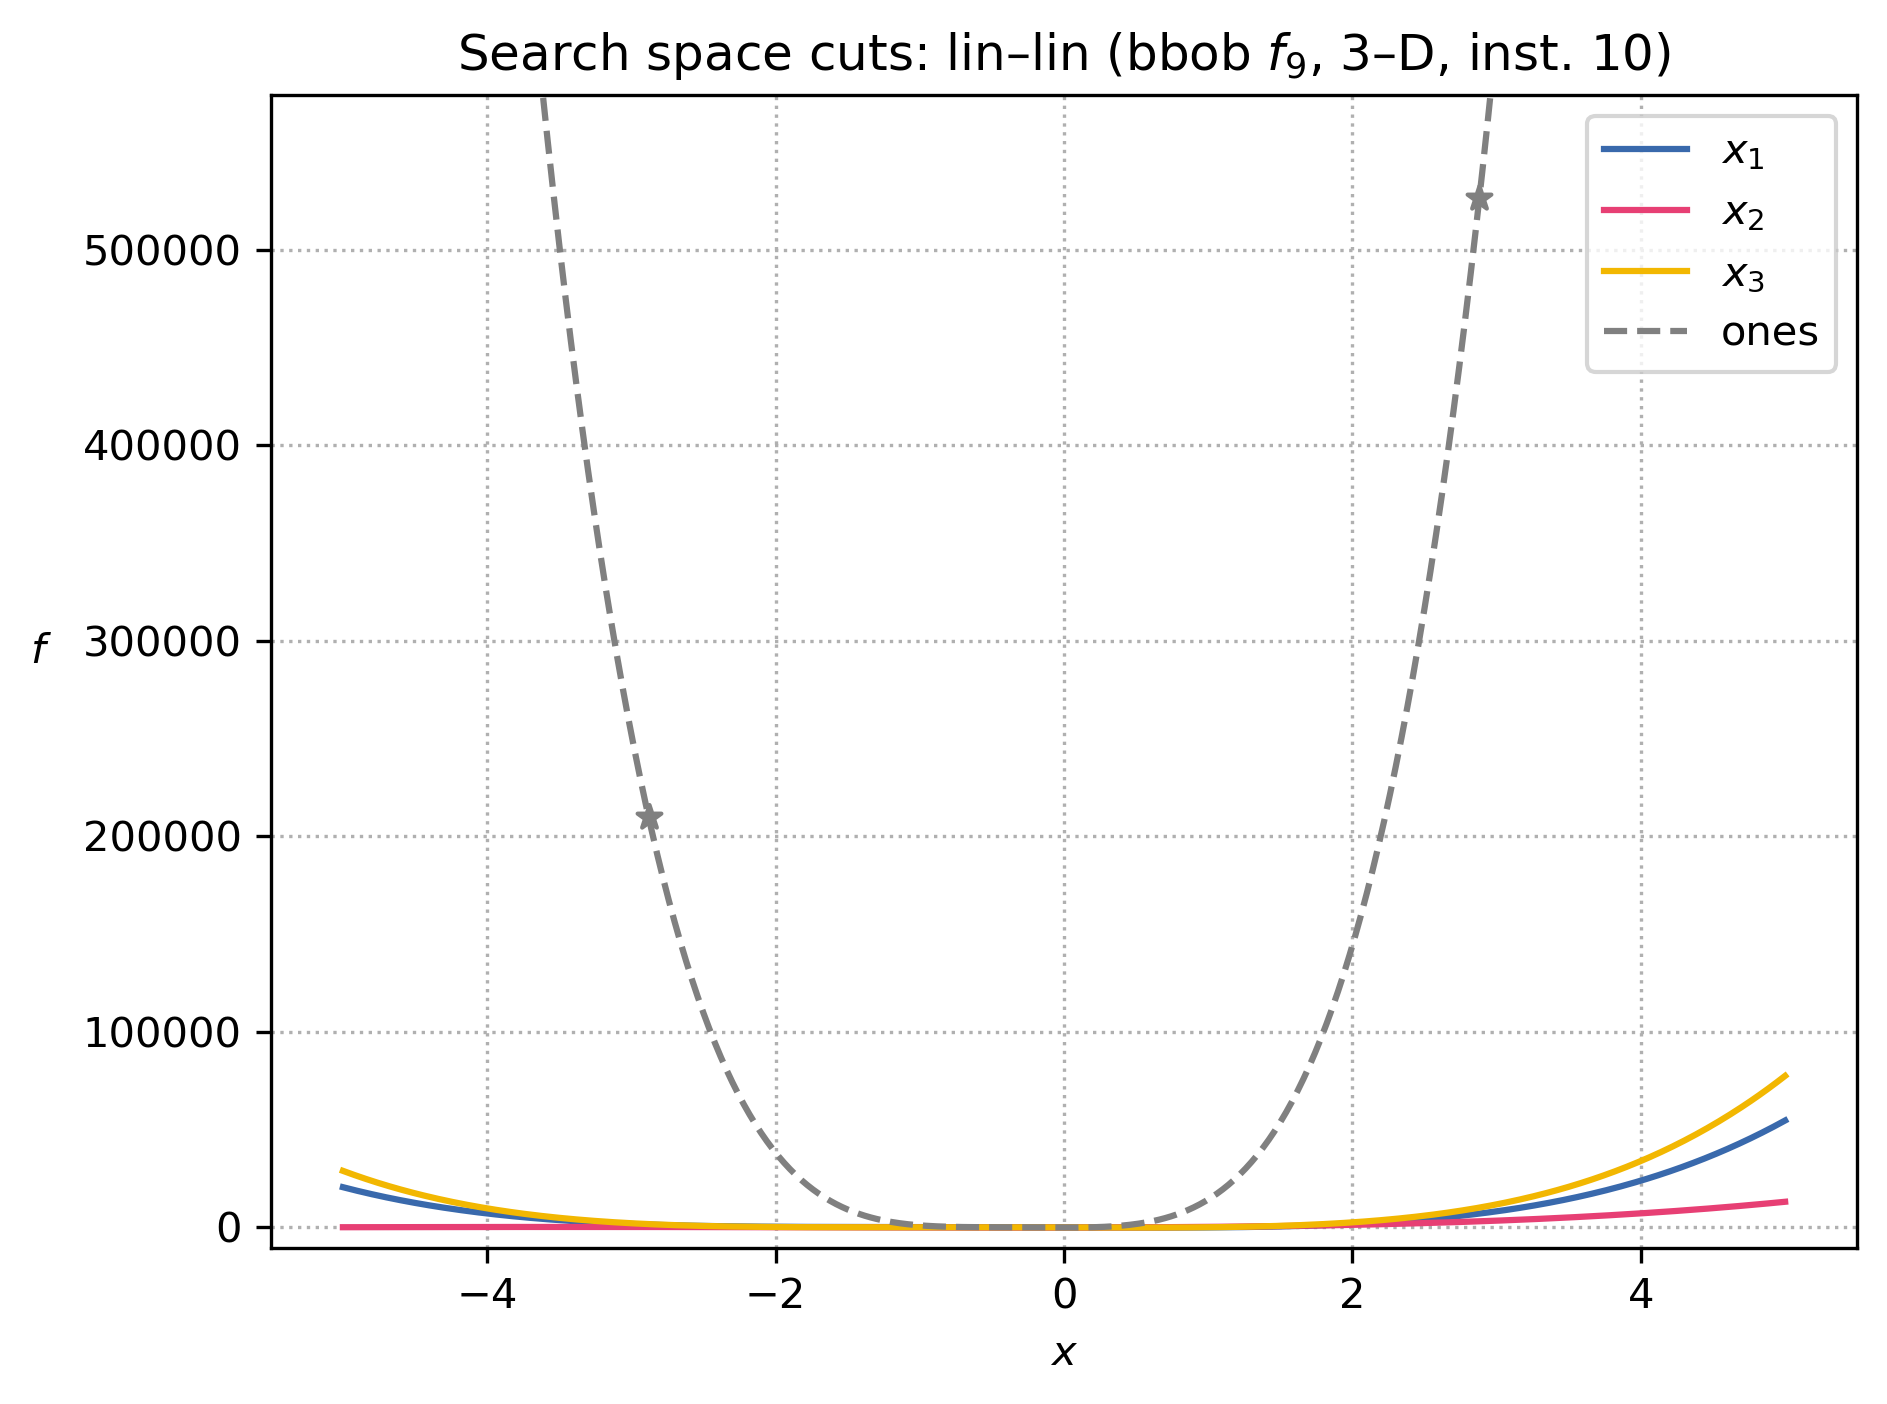 Search space cuts: lin–lin (bbob f₉, 3–D, inst. 10)
x₁
x₂
x₃
ones
500000
400000
300000
200000
100000
0
f
−4
−2
0
2
4
x